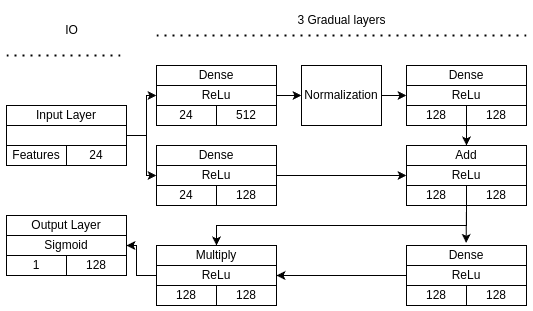 IO
3 Gradual layers
Input Layer
Features 24
Dense
ReLu
24 512
Normalization
Dense
ReLu
128 128
Dense
ReLu
24 128
Add
ReLu
128 128
Output Layer
Sigmoid
1 128
Multiply
ReLu
128 128
Dense
ReLu
128 128